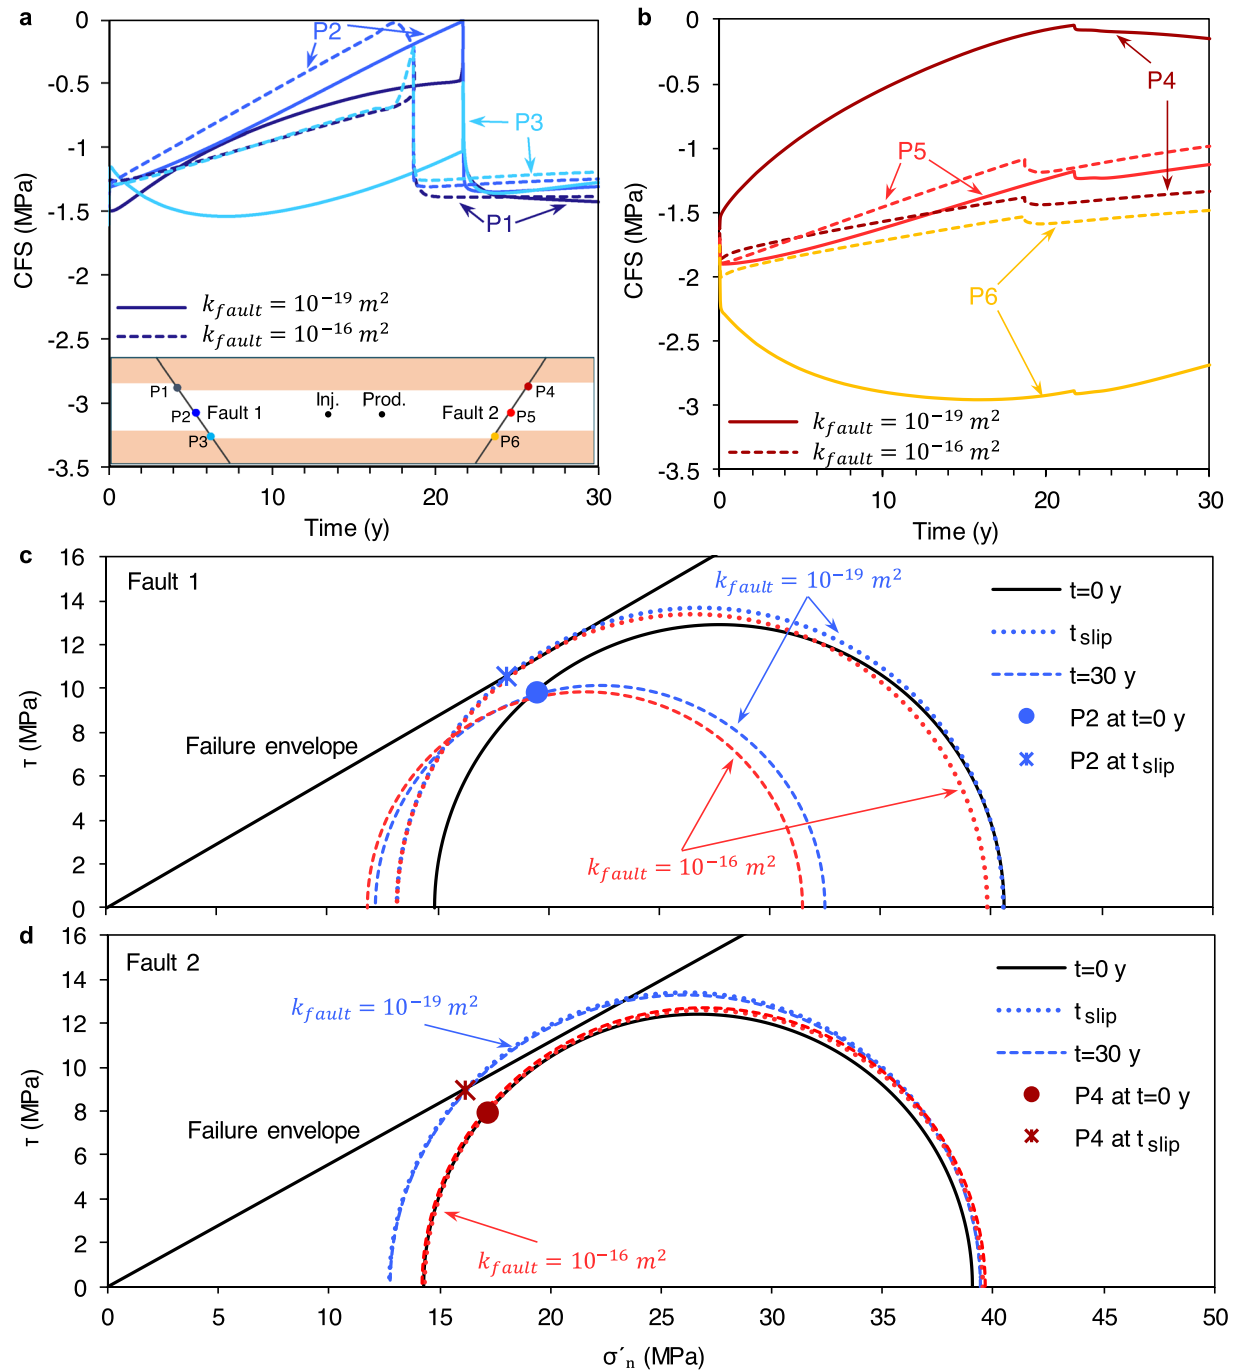 a
0
-0.5
-1
-1.5
-2
-2.5
-3
-3.5
CFS (MPa)
P2
P3
P1
k_fault = 10^−19 m^2
k_fault = 10^−16 m^2
P1
P2
P3
Fault 1
Inj.
Prod.
Fault 2
P4
P5
P6
0
10
20
30
Time (y)
b
0
-0.5
-1
-1.5
-2
-2.5
-3
-3.5
CFS (MPa)
P4
P5
P6
k_fault = 10^−19 m^2
k_fault = 10^−16 m^2
0
10
20
30
Time (y)
c
16
14
12
10
8
6
4
2
0
τ (MPa)
Fault 1
Failure envelope
k_fault = 10^−19 m^2
k_fault = 10^−16 m^2
t=0 y
t slip
t=30 y
P2 at t=0 y
P2 at t slip
d
16
14
12
10
8
6
4
2
0
τ (MPa)
Fault 2
k_fault = 10^−19 m^2
Failure envelope
k_fault = 10^−16 m^2
t=0 y
t slip
t=30 y
P4 at t=0 y
P4 at t slip
0
5
10
15
20
25
30
35
40
45
50
σ´n (MPa)